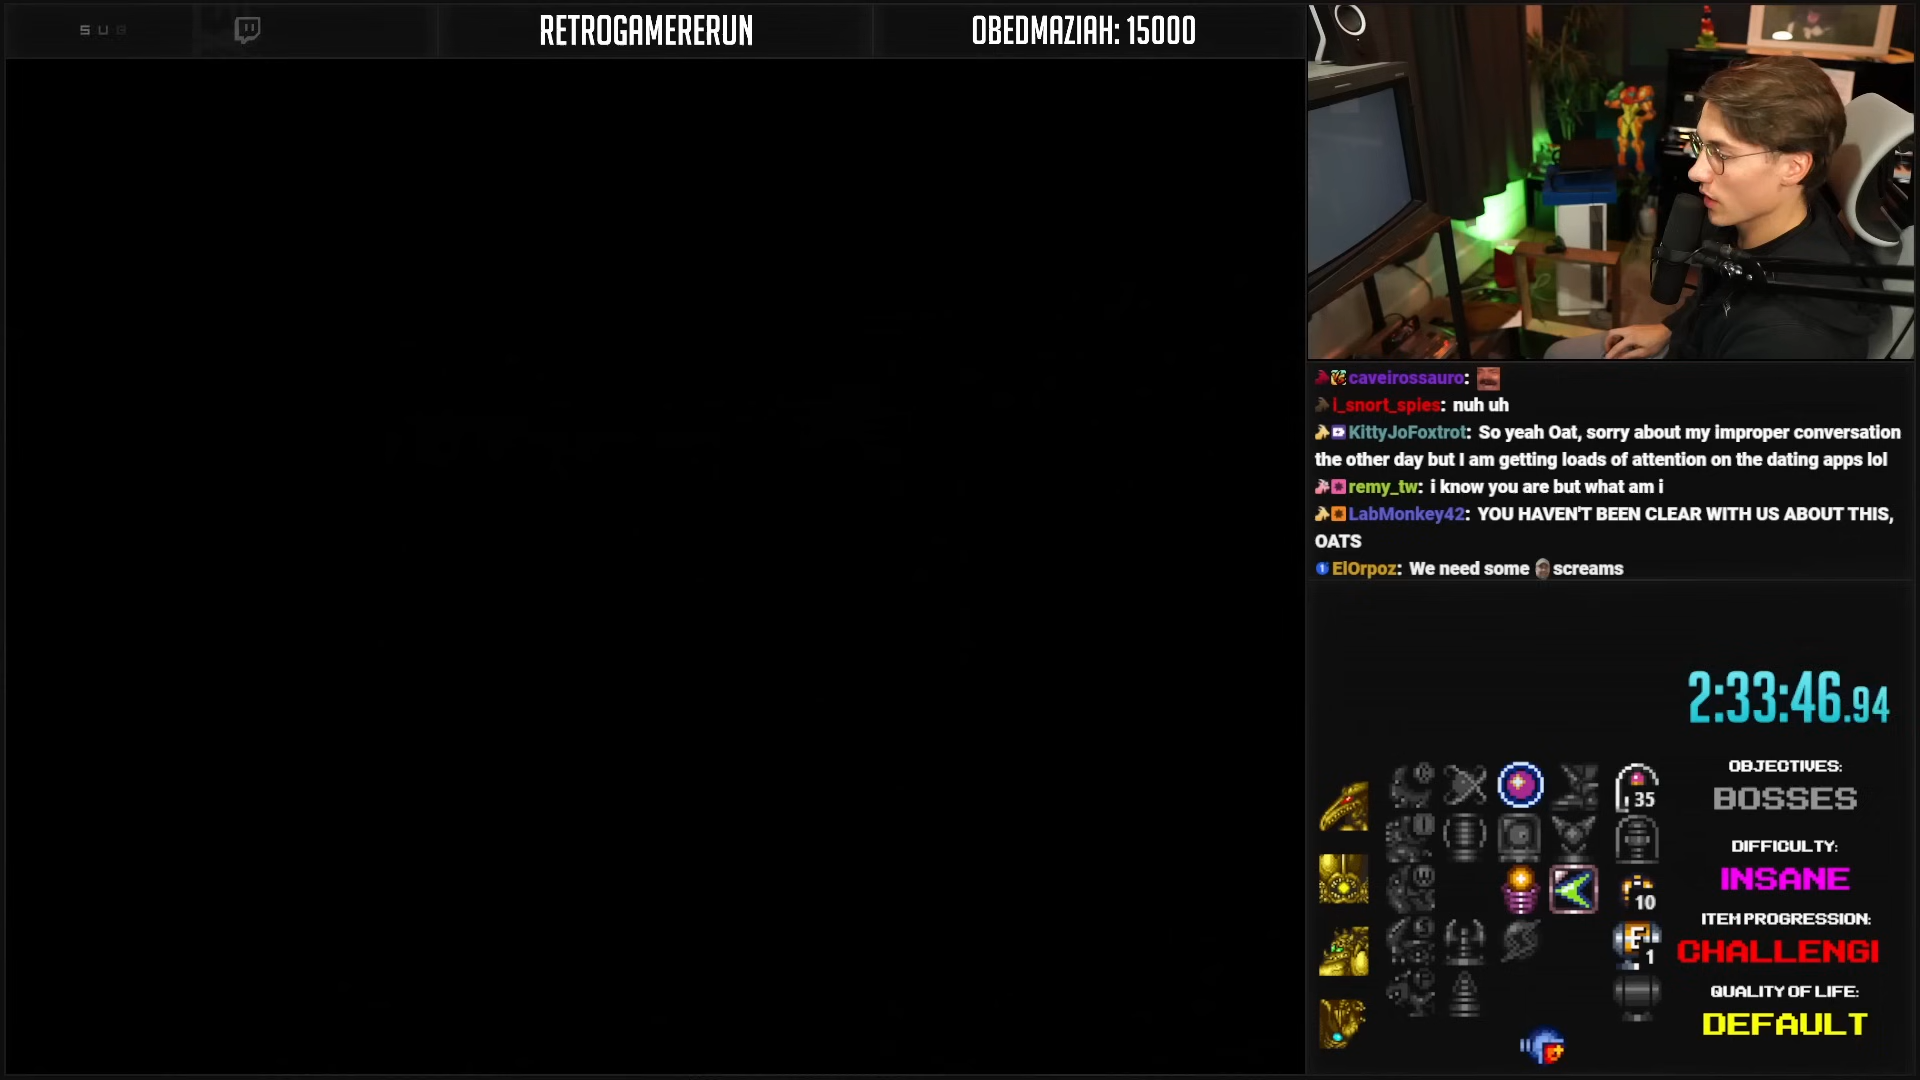 SUB
RETROGAMERERUN
OBEDMAZIAH: 15000
caveirossauro:
i_snort_spies: nuh uh
KittyJoFoxtrot: So yeah Oat, sorry about my improper conversation
the other day but I am getting loads of attention on the dating apps lol
remy_tw: i know you are but what am i
LabMonkey42: YOU HAVEN'T BEEN CLEAR WITH US ABOUT THIS,
OATS
ElOrpoz: We need some screams
2:33:46.94
OBJECTIVES:
BOSSES
DIFFICULTY:
INSANE
ITEM PROGRESSION:
CHALLENGI
QUALITY OF LIFE:
DEFAULT
35
10
1